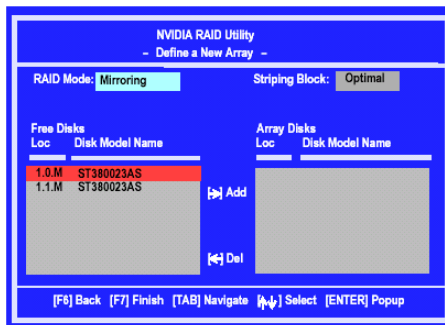 NVIDIA RAID Utility
– Define a New Array –
RAID Mode: Mirroring Striping Block: Optimal
Free Disks Array Disks
Loc Disk Model Name Loc Disk Model Name
1.0.M ST380023AS
1.1.M ST380023AS
[→] Add
[←] Del
[F6] Back [F7] Finish [TAB] Navigate [↑↓] Select [ENTER] Popup